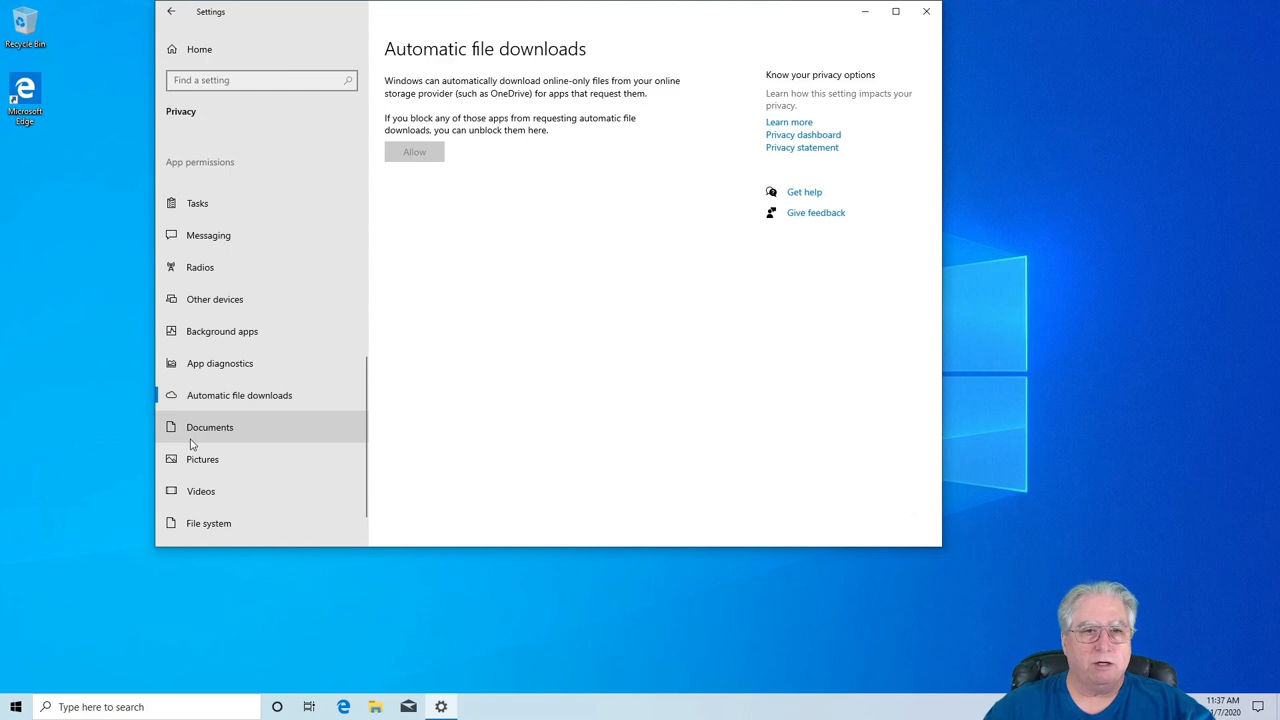 Recycle Bin
Microsoft
Edge
Settings
Home
Find a setting
Privacy
App permissions
Tasks
Messaging
Radios
Other devices
Background apps
App diagnostics
Automatic file downloads
Documents
Pictures
Videos
File system
Automatic file downloads
Windows can automatically download online-only files from your online
storage provider (such as OneDrive) for apps that request them.
If you block any of those apps from requesting automatic file
downloads, you can unblock them here.
Allow
Know your privacy options
Learn how this setting impacts your
privacy.
Learn more
Privacy dashboard
Privacy statement
Get help
Give feedback
Type here to search
11:37 AM
1/7/2020